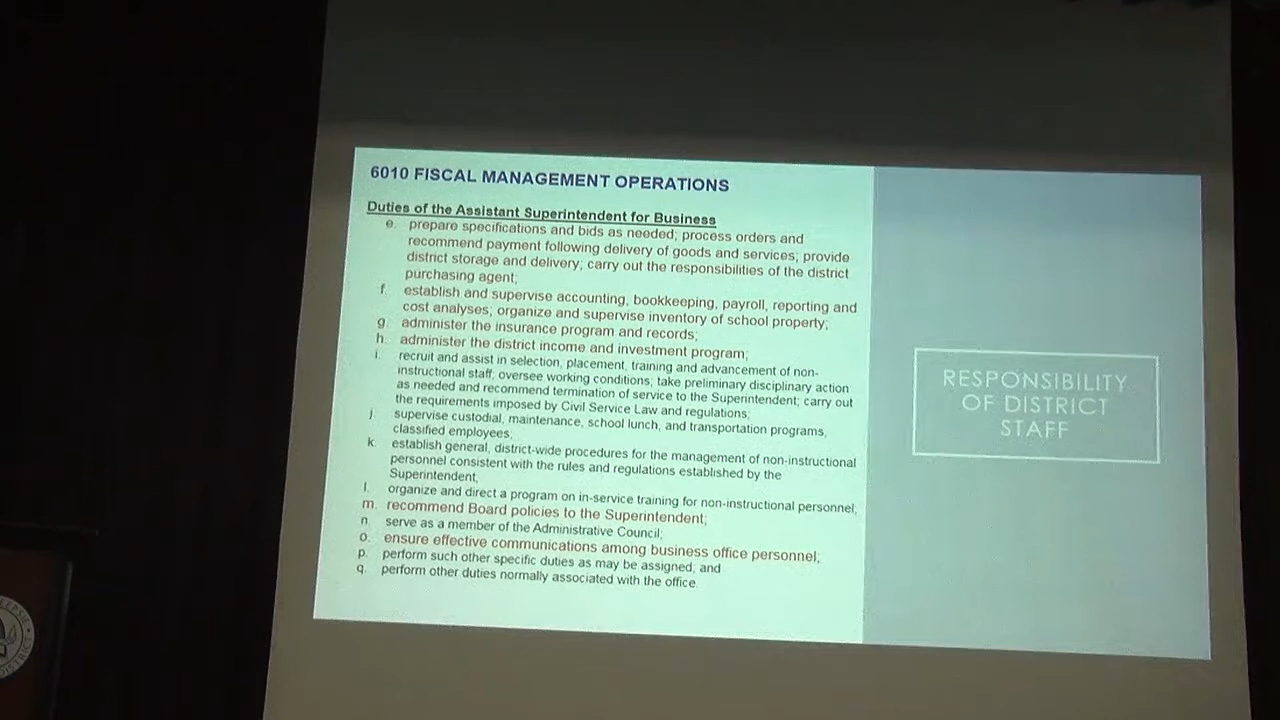 6010 FISCAL MANAGEMENT OPERATIONS
Duties of the Assistant Superintendent for Business
e. prepare specifications and bids as needed; process orders and
recommend payment following delivery of goods and services; provide
district storage and delivery; carry out the responsibilities of the district
purchasing agent;
f. establish and supervise accounting, bookkeeping, payroll, reporting and
cost analyses; organize and supervise inventory of school property;
g. administer the insurance program and records;
h. administer the district income and investment program;
i. recruit and assist in selection, placement, training and advancement of non-
instructional staff; oversee working conditions; take preliminary disciplinary action
as needed and recommend termination of service to the Superintendent; carry out
the requirements imposed by Civil Service Law and regulations;
j. supervise custodial, maintenance, school lunch, and transportation programs,
classified employees;
k. establish general, district-wide procedures for the management of non-instructional
personnel consistent with the rules and regulations established by the
Superintendent;
l. organize and direct a program on in-service training for non-instructional personnel;
m. recommend Board policies to the Superintendent;
n. serve as a member of the Administrative Council;
o. ensure effective communications among business office personnel;
p. perform such other specific duties as may be assigned; and
q. perform other duties normally associated with the office.
RESPONSIBILITY
OF DISTRICT
STAFF